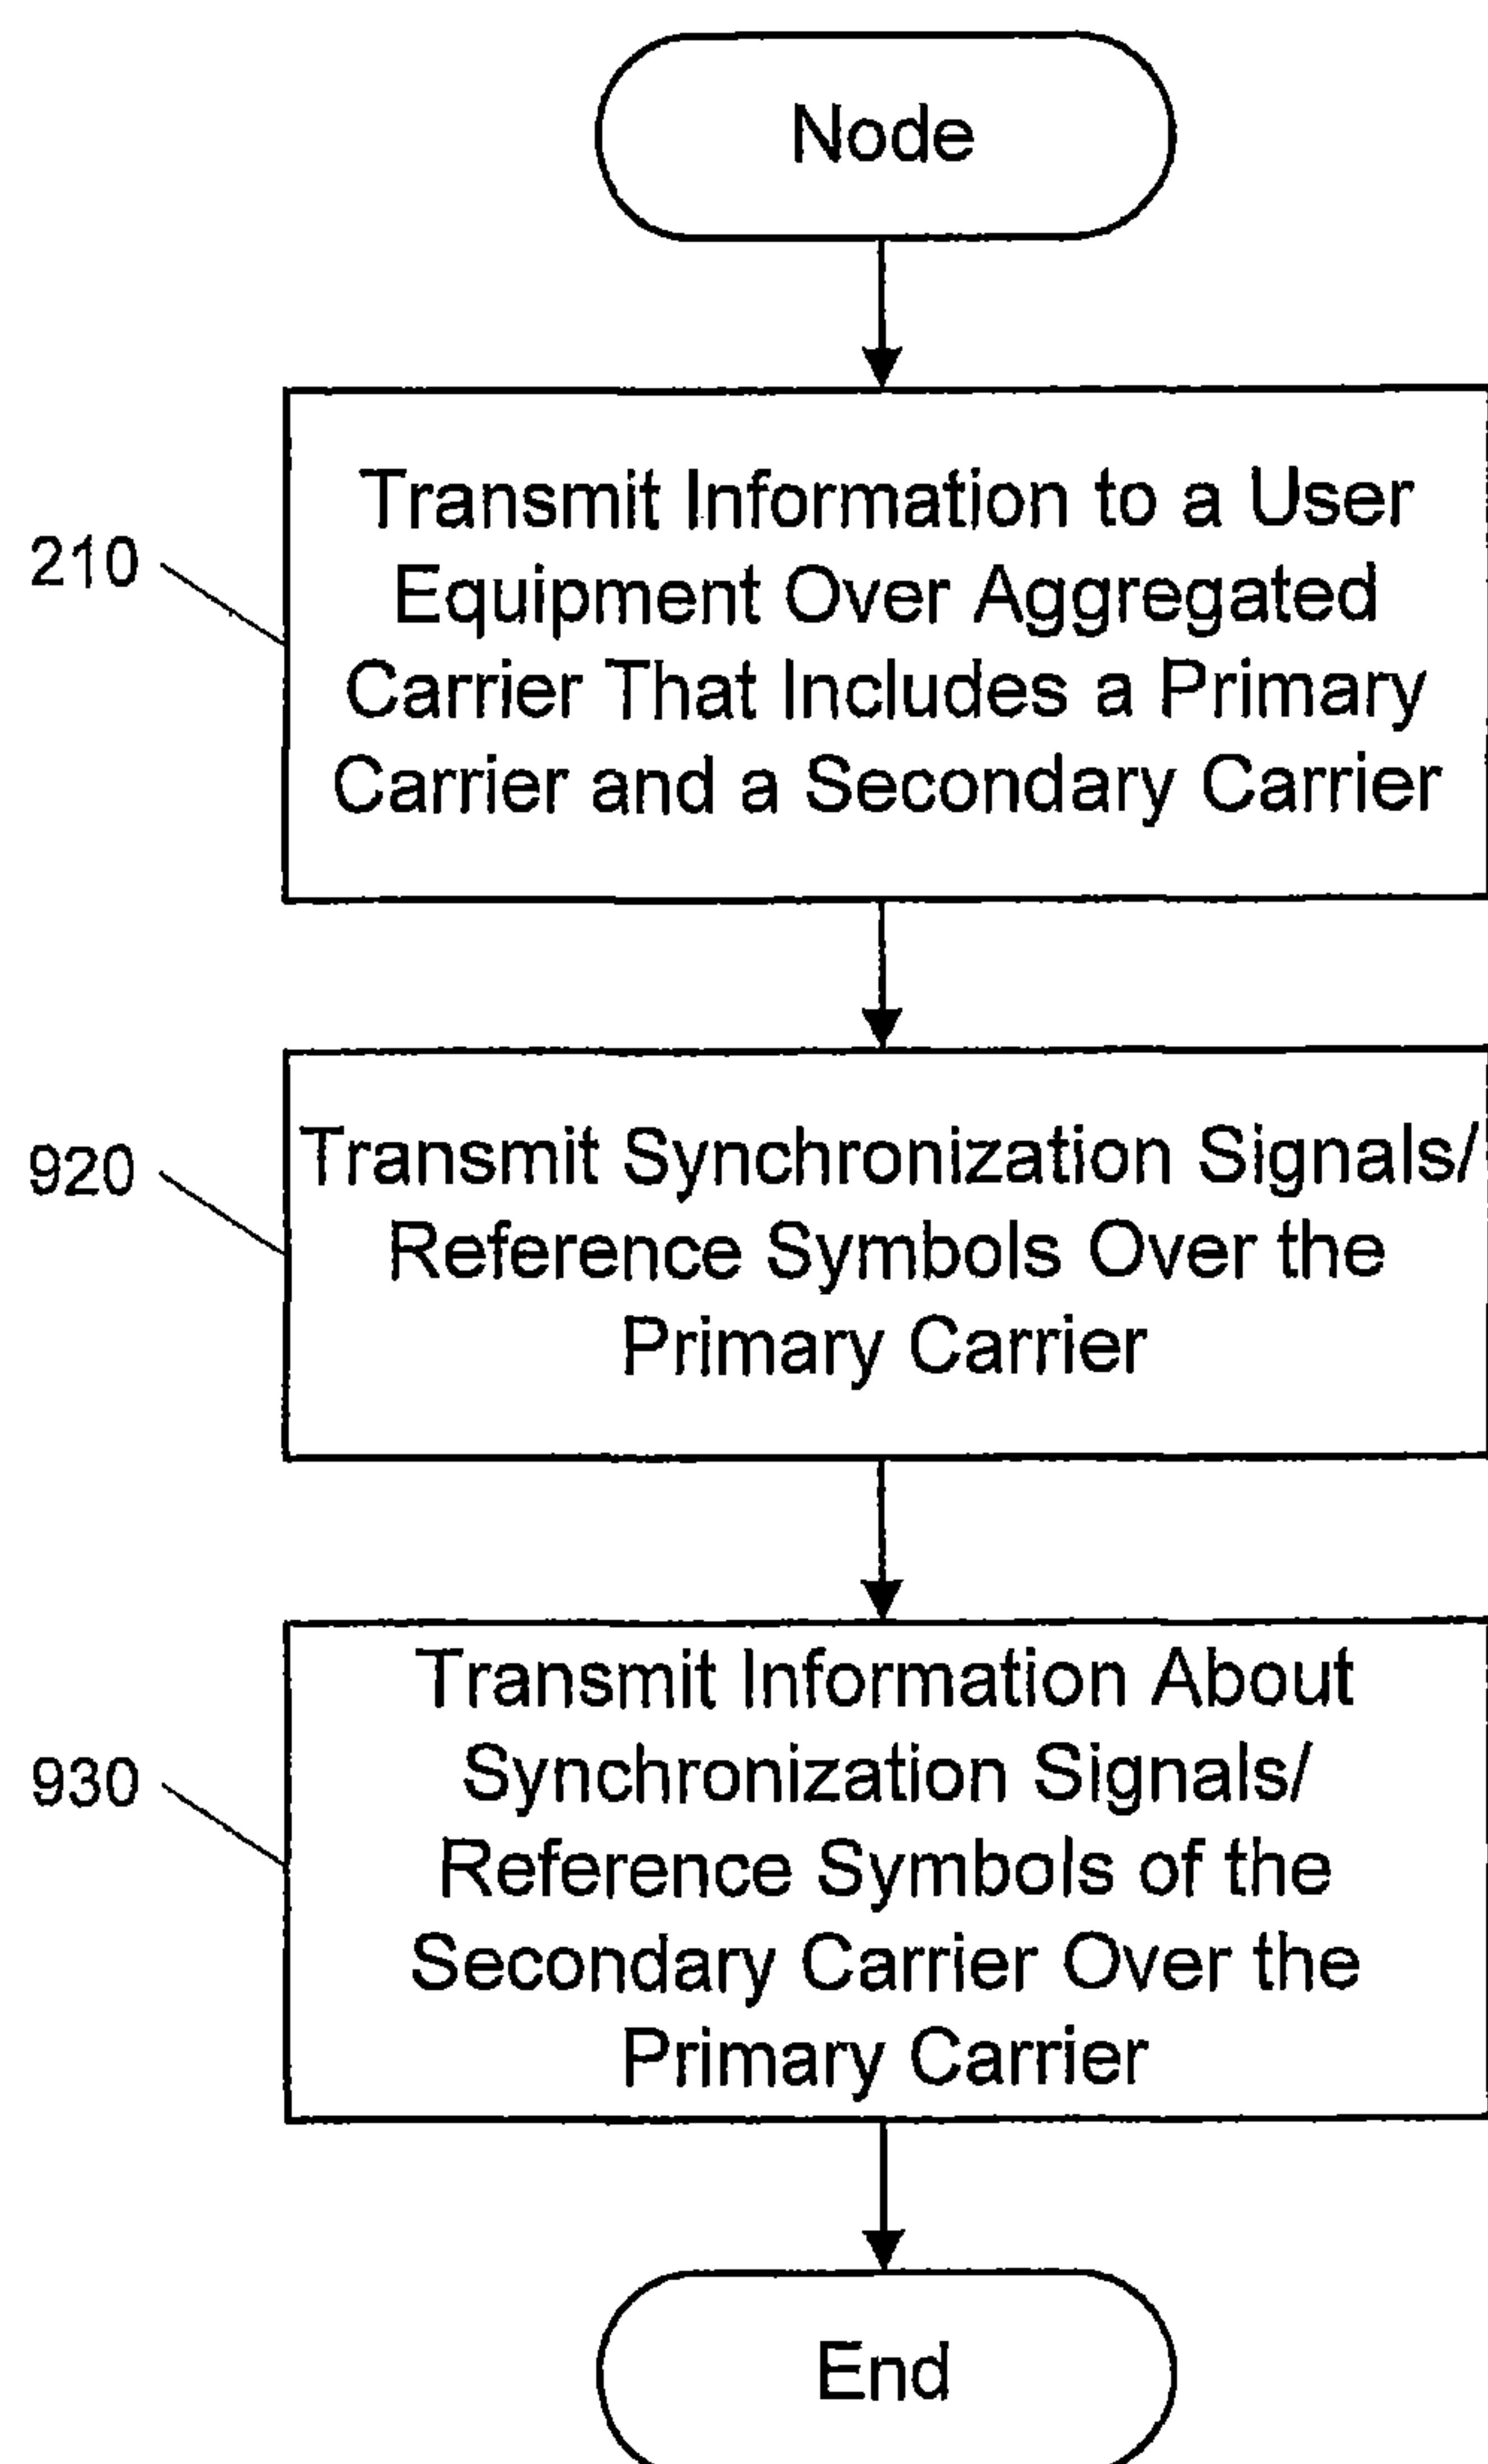 Node
210
Transmit Information to a User
Equipment Over Aggregated
Carrier That Includes a Primary
Carrier and a Secondary Carrier
920
Transmit Synchronization Signals/
Reference Symbols Over the
Primary Carrier
930
Transmit Information About
Synchronization Signals/
Reference Symbols of the
Secondary Carrier Over the
Primary Carrier
End